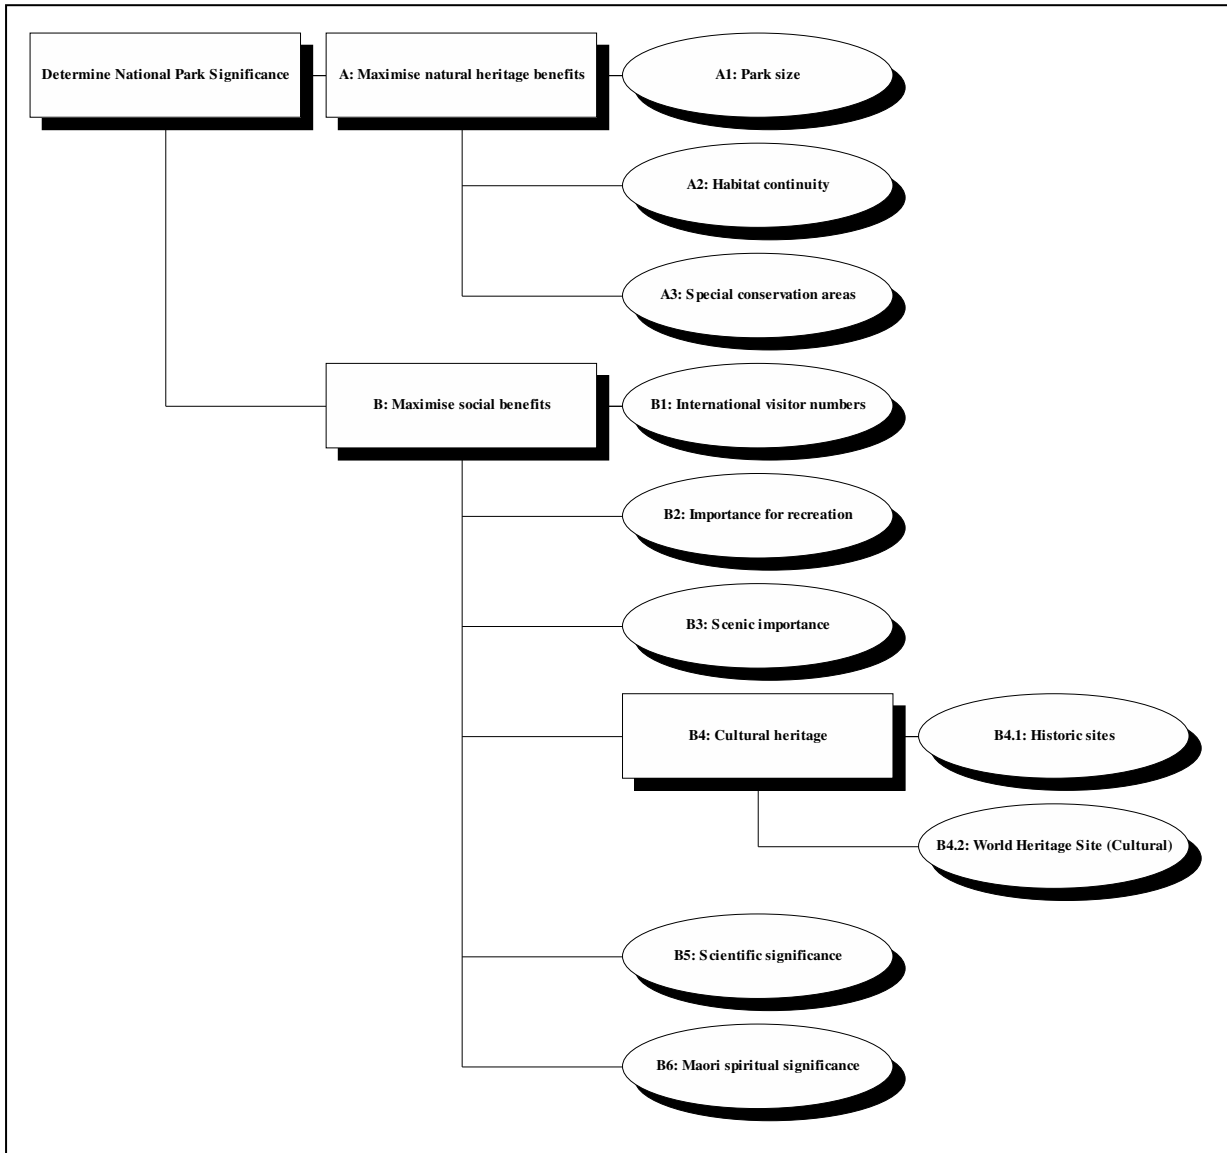 Determine National Park Significance
A: Maximise natural heritage benefits
A1: Park size
A2: Habitat continuity
A3: Special conservation areas
B: Maximise social benefits
B1: International visitor numbers
B2: Importance for recreation
B3: Scenic importance
B4: Cultural heritage
B4.1: Historic sites
B4.2: World Heritage Site (Cultural)
B5: Scientific significance
B6: Maori spiritual significance